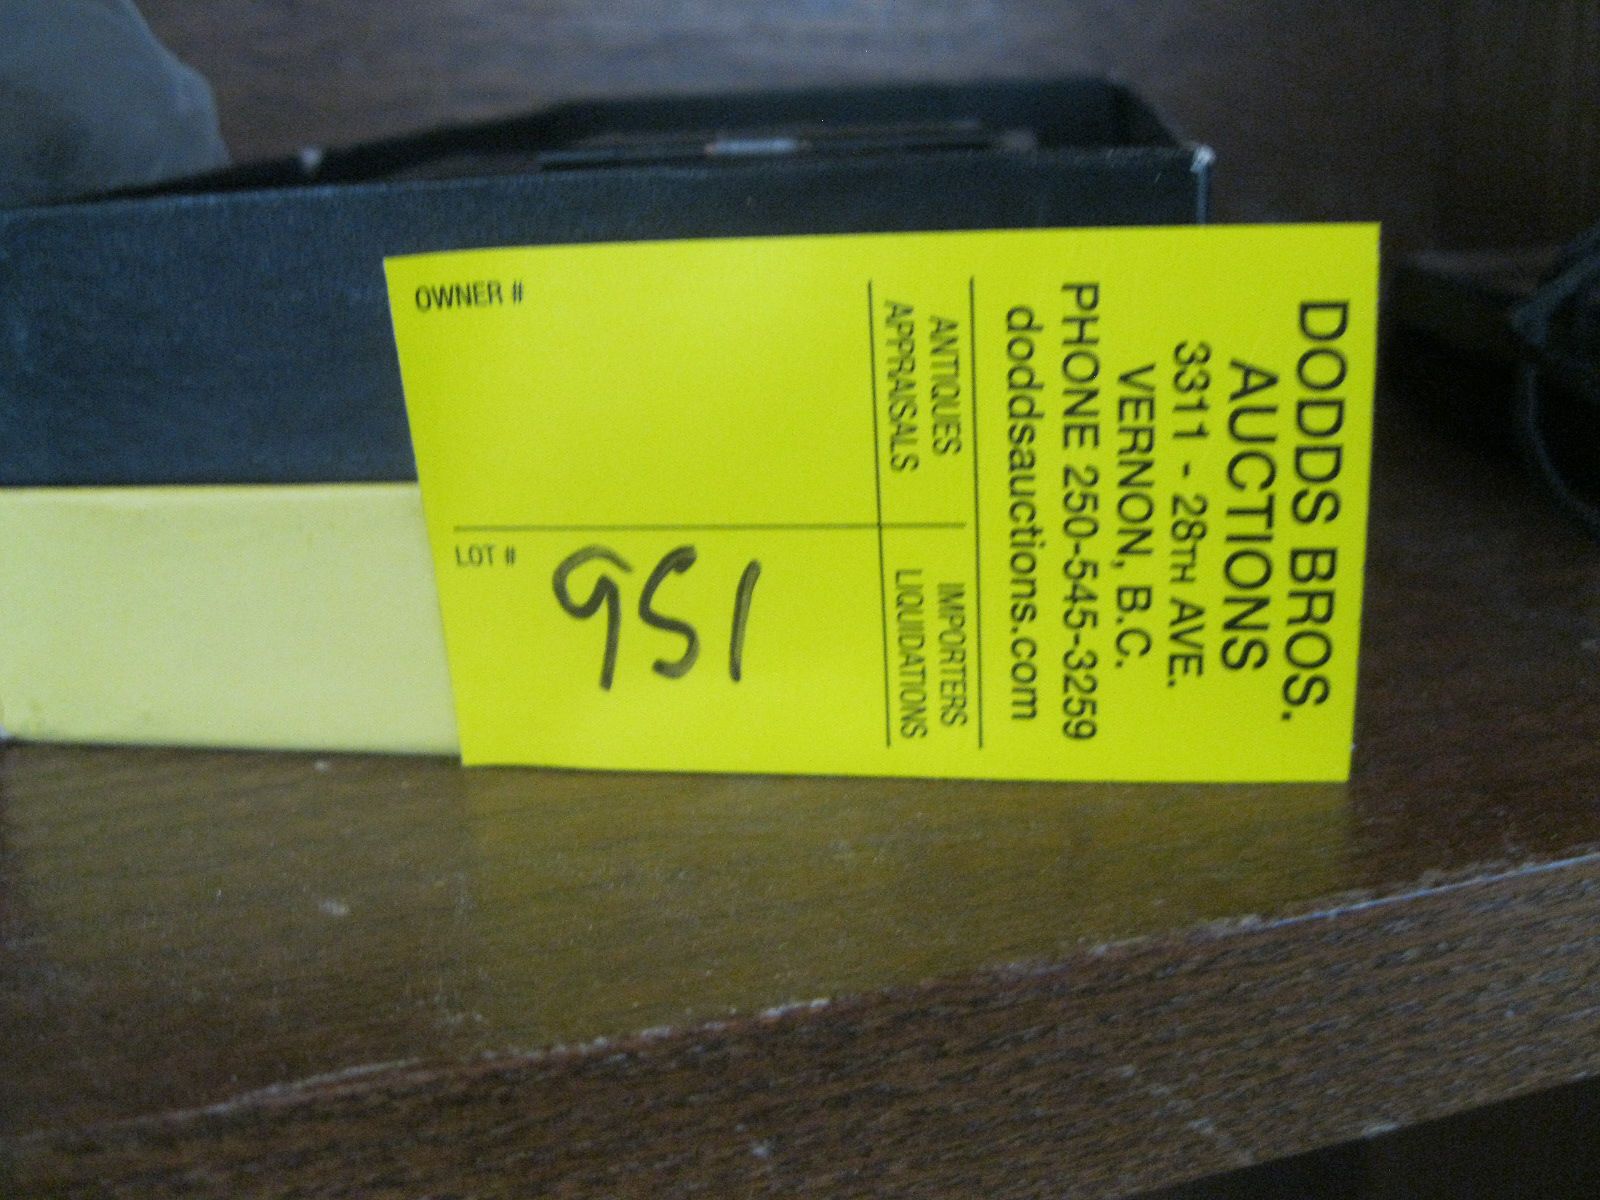 DODDS BROS.
AUCTIONS
3311 - 28TH AVE.
VERNON, B.C.
PHONE 250-545-3259
doddsauctions.com
ANTIQUES IMPORTERS
APPRAISALS LIQUIDATIONS
OWNER #
LOT # 951